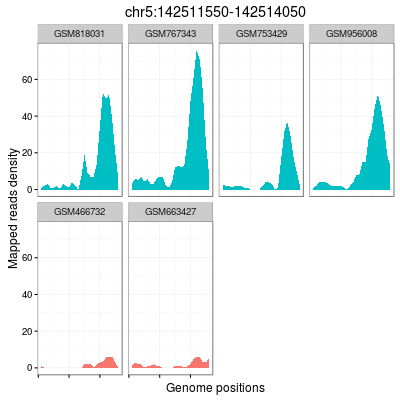 chr5:142511550-142514050
GSM818031 GSM767343 GSM753429 GSM956008
60
40
20
0
Mapped reads density
GSM466732 GSM663427
60
40
20
0
Genome positions